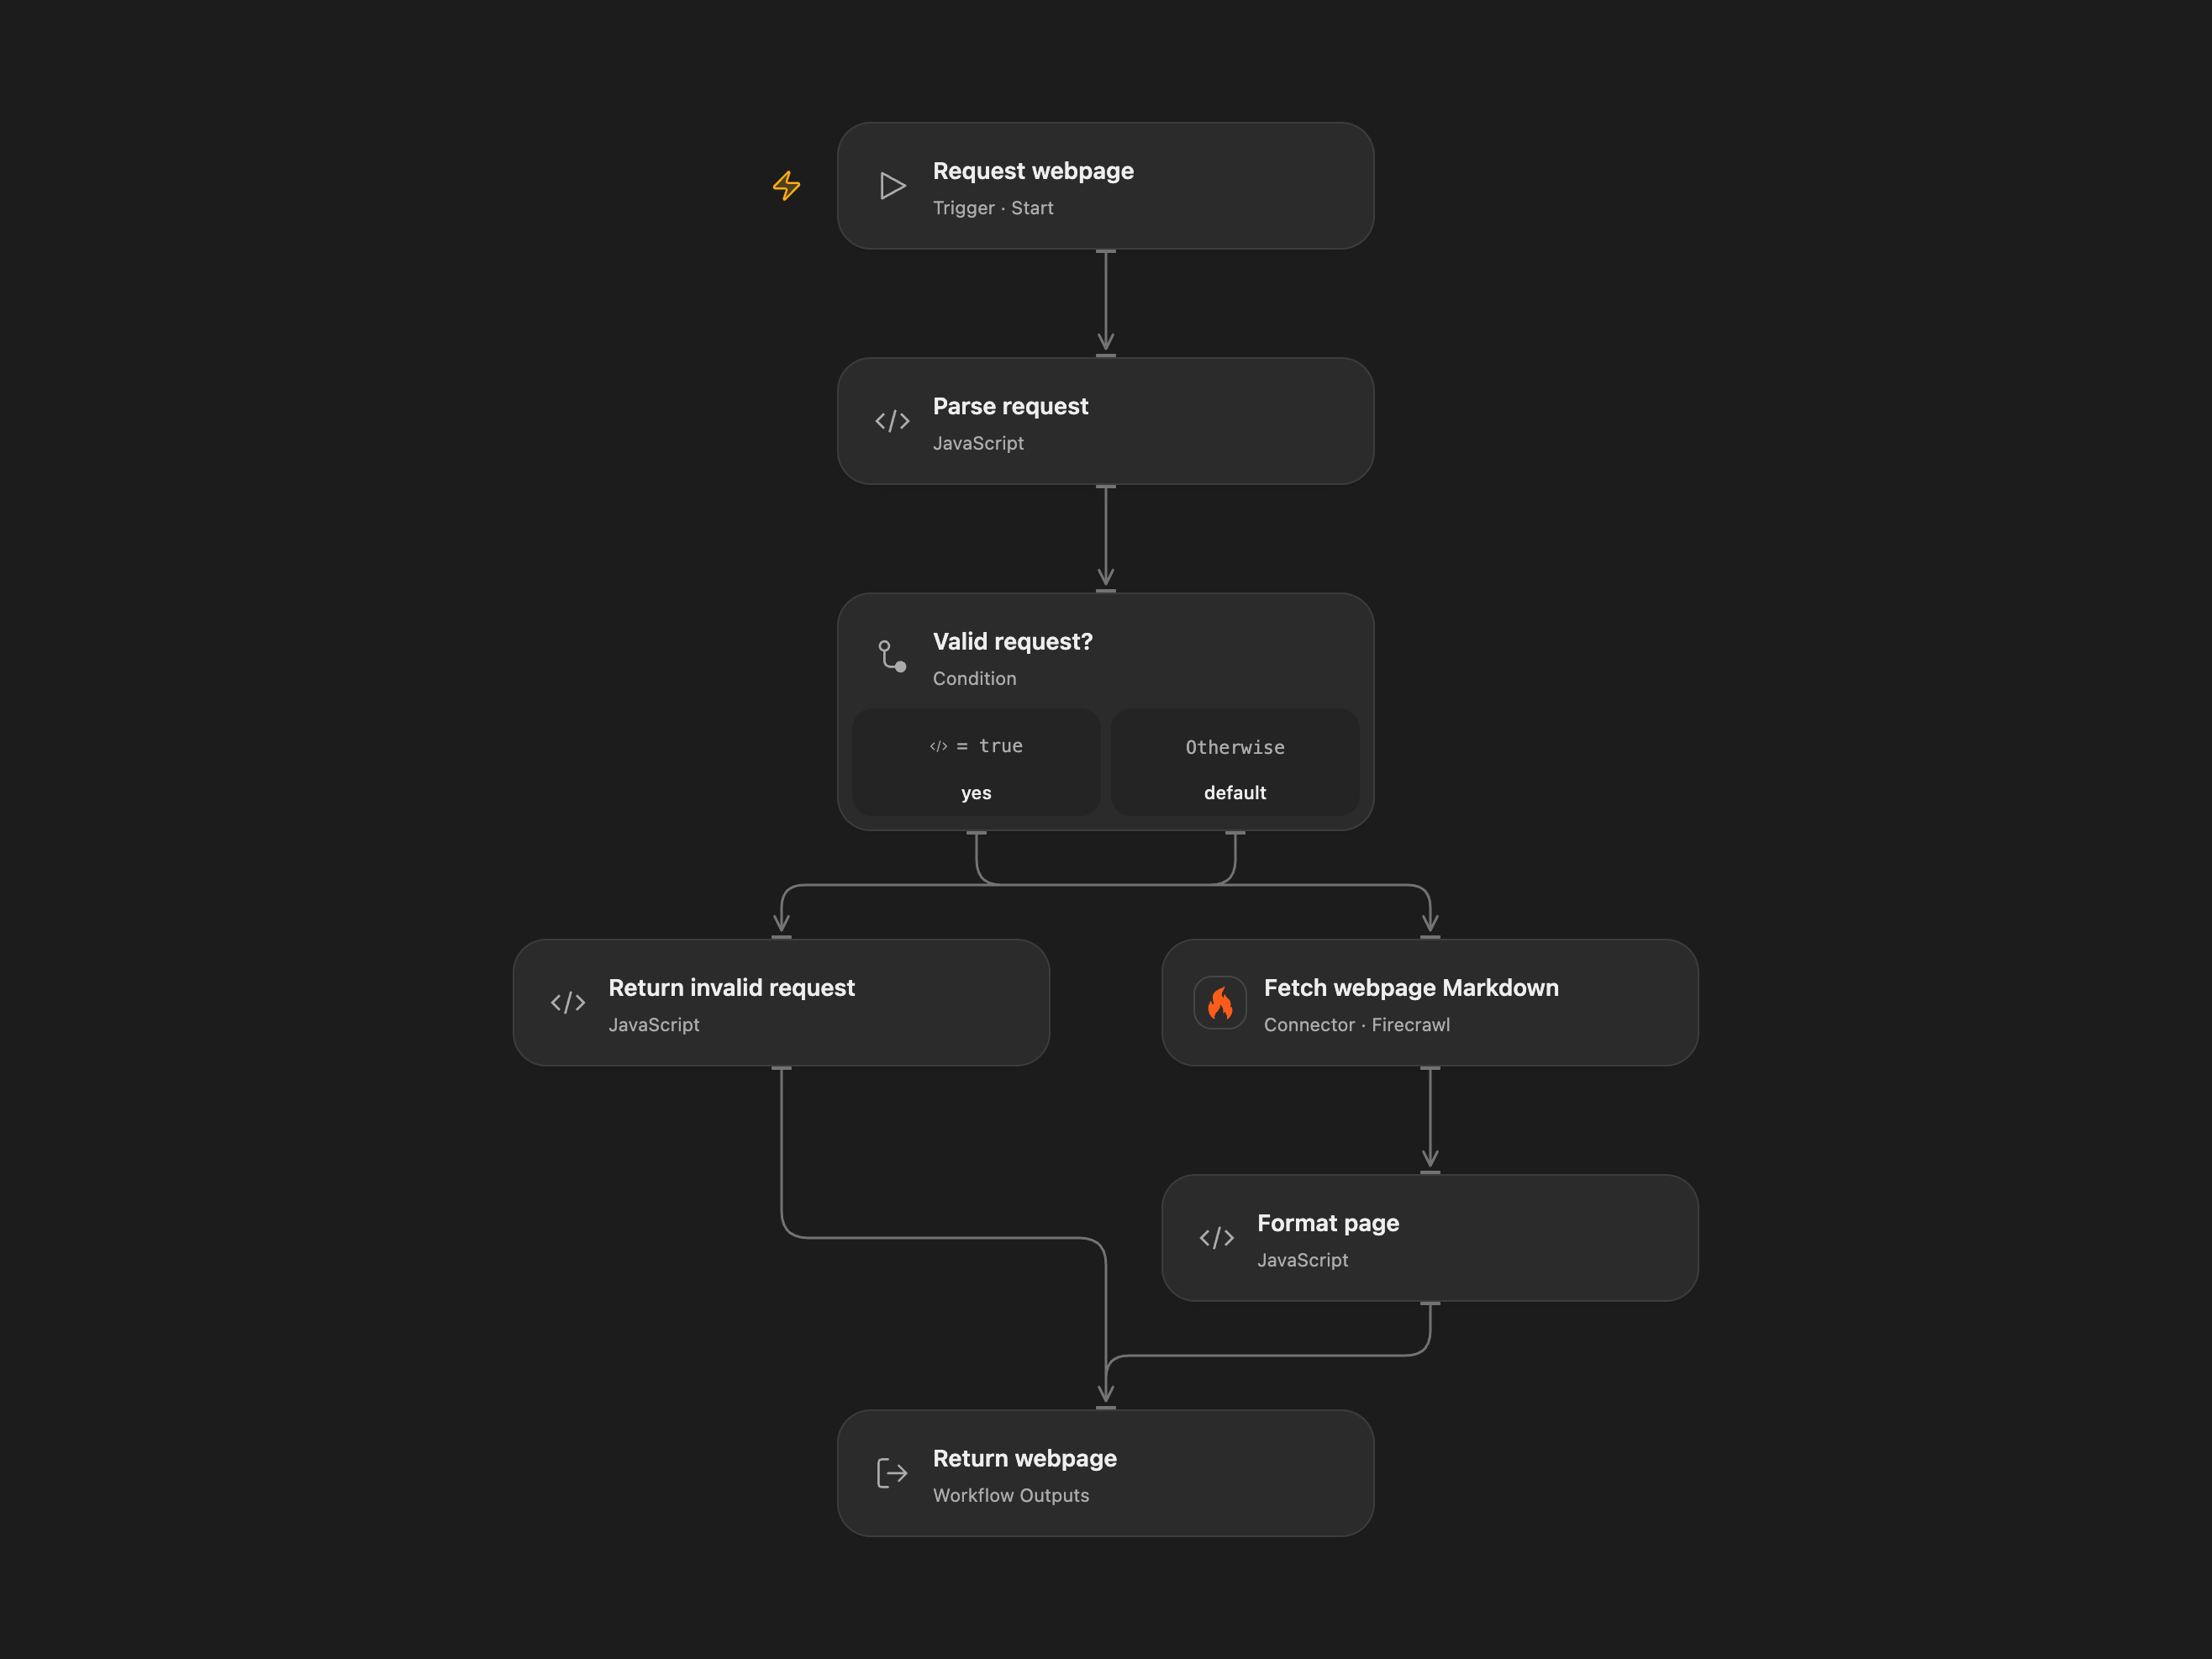 Request webpage
Trigger · Start
Parse request
JavaScript
Valid request?
Condition
</> = true
yes
Otherwise
default
Return invalid request
JavaScript
Fetch webpage Markdown
Connector · Firecrawl
Format page
JavaScript
Return webpage
Workflow Outputs